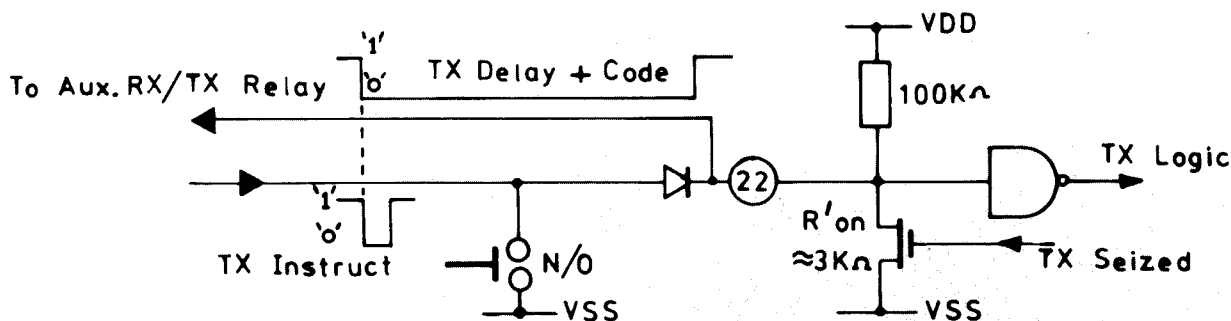 VDD
'1'
'0'
TX Delay + Code
To Aux. RX/TX Relay
100KΩ
22
TX Logic
'1'
'0'
R'on
≈3KΩ
TX Instruct
N/O
TX Seized
VSS
VSS